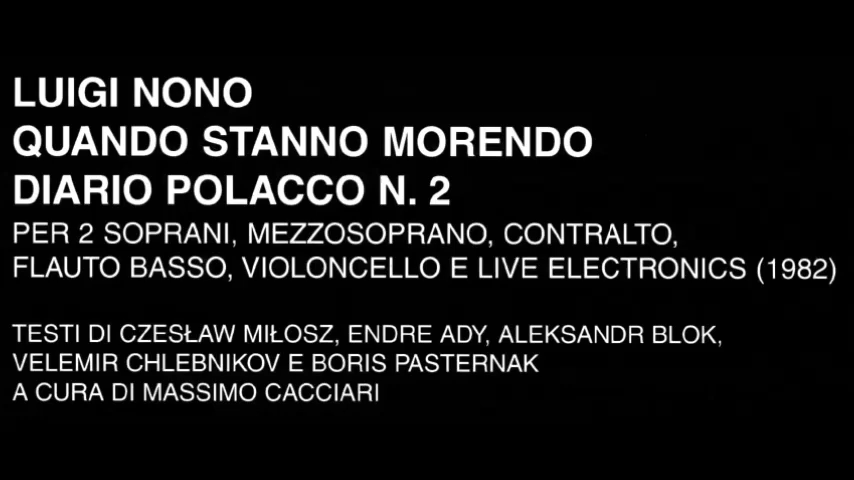 LUIGI NONO
QUANDO STANNO MORENDO
DIARIO POLACCO N. 2
PER 2 SOPRANI, MEZZOSOPRANO, CONTRALTO,
FLAUTO BASSO, VIOLONCELLO E LIVE ELECTRONICS (1982)
TESTI DI CZESŁAW MIŁOSZ, ENDRE ADY, ALEKSANDR BLOK,
VELEMIR CHLEBNIKOV E BORIS PASTERNAK
A CURA DI MASSIMO CACCIARI